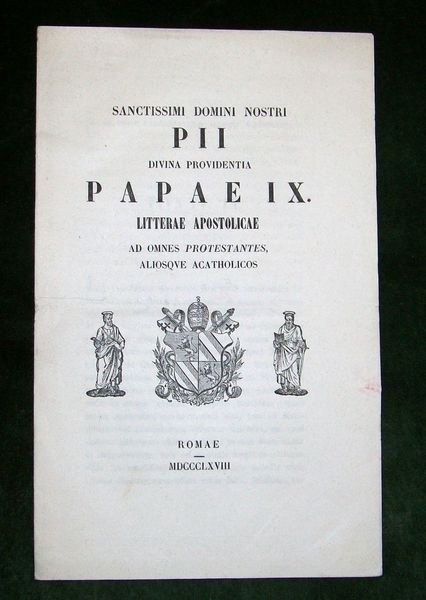 SANCTISSIMI DOMINI NOSTRI
PII
DIVINA PROVIDENTIA
PAPAE IX.
LITTERAE APOSTOLICAE
AD OMNES PROTESTANTES,
ALIOSQVE ACATHOLICOS
ROMAE
MDCCCLXVIII